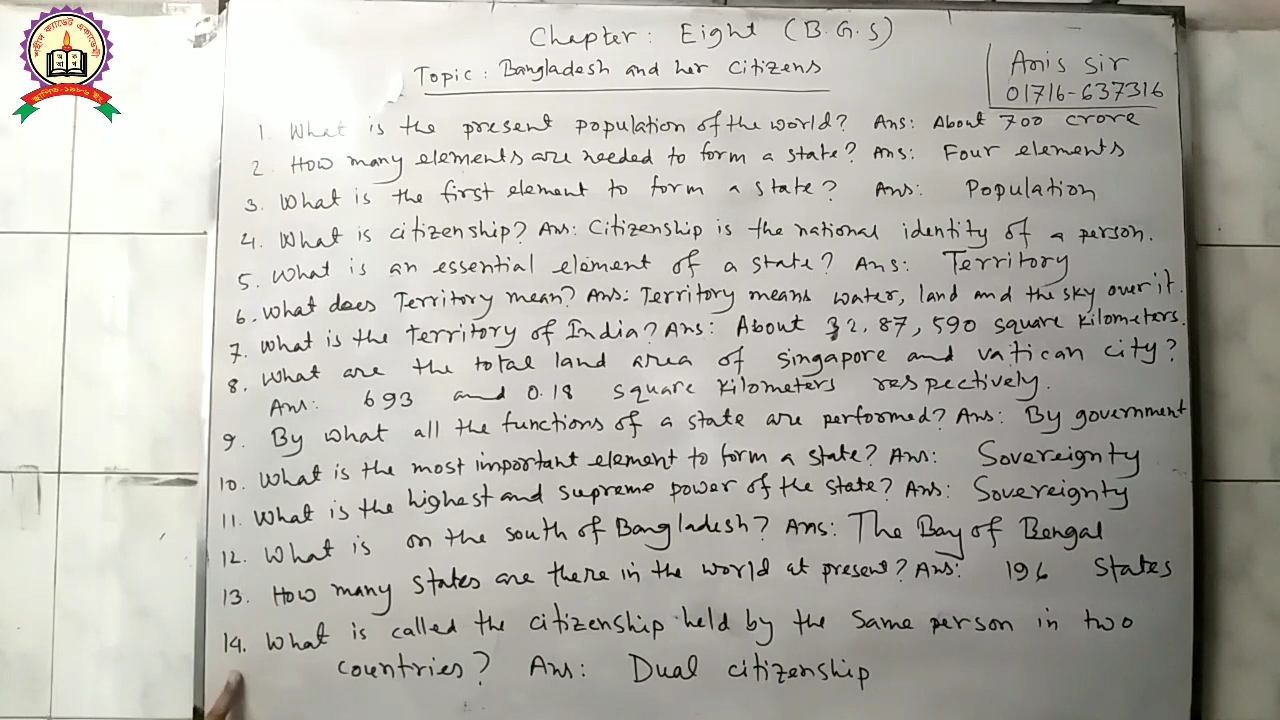 শহীদ ক্যাডেট একাডেমী
স্থাপিত-১৯৮৬ ইং
Chapter: Eight (B.G.S)
Topic: Bangladesh and her citizens
Anis Sir
01716-637316
1. What is the present population of the world? Ans: About 700 crore
2. How many elements are needed to form a state? Ans: Four elements
3. What is the first element to form a state? Ans: Population
4. What is citizenship? Ans: Citizenship is the national identity of a person.
5. What is an essential element of a state? Ans: Territory
6. What does Territory mean? Ans: Territory means water, land and the sky over it.
7. What is the territory of India? Ans: About 32,87,590 square kilometers.
8. What are the total land area of Singapore and vatican city?
Ans: 693 and 0.18 square kilometers respectively.
9. By what all the functions of a state are performed? Ans: By government
10. What is the most important element to form a state? Ans: Sovereignty
11. What is the highest and supreme power of the state? Ans: Sovereignty
12. What is on the south of Bangladesh? Ans: The Bay of Bengal
13. How many states are there in the world at present? Ans: 196 States
14. What is called the citizenship held by the same person in two
countries? Ans: Dual citizenship